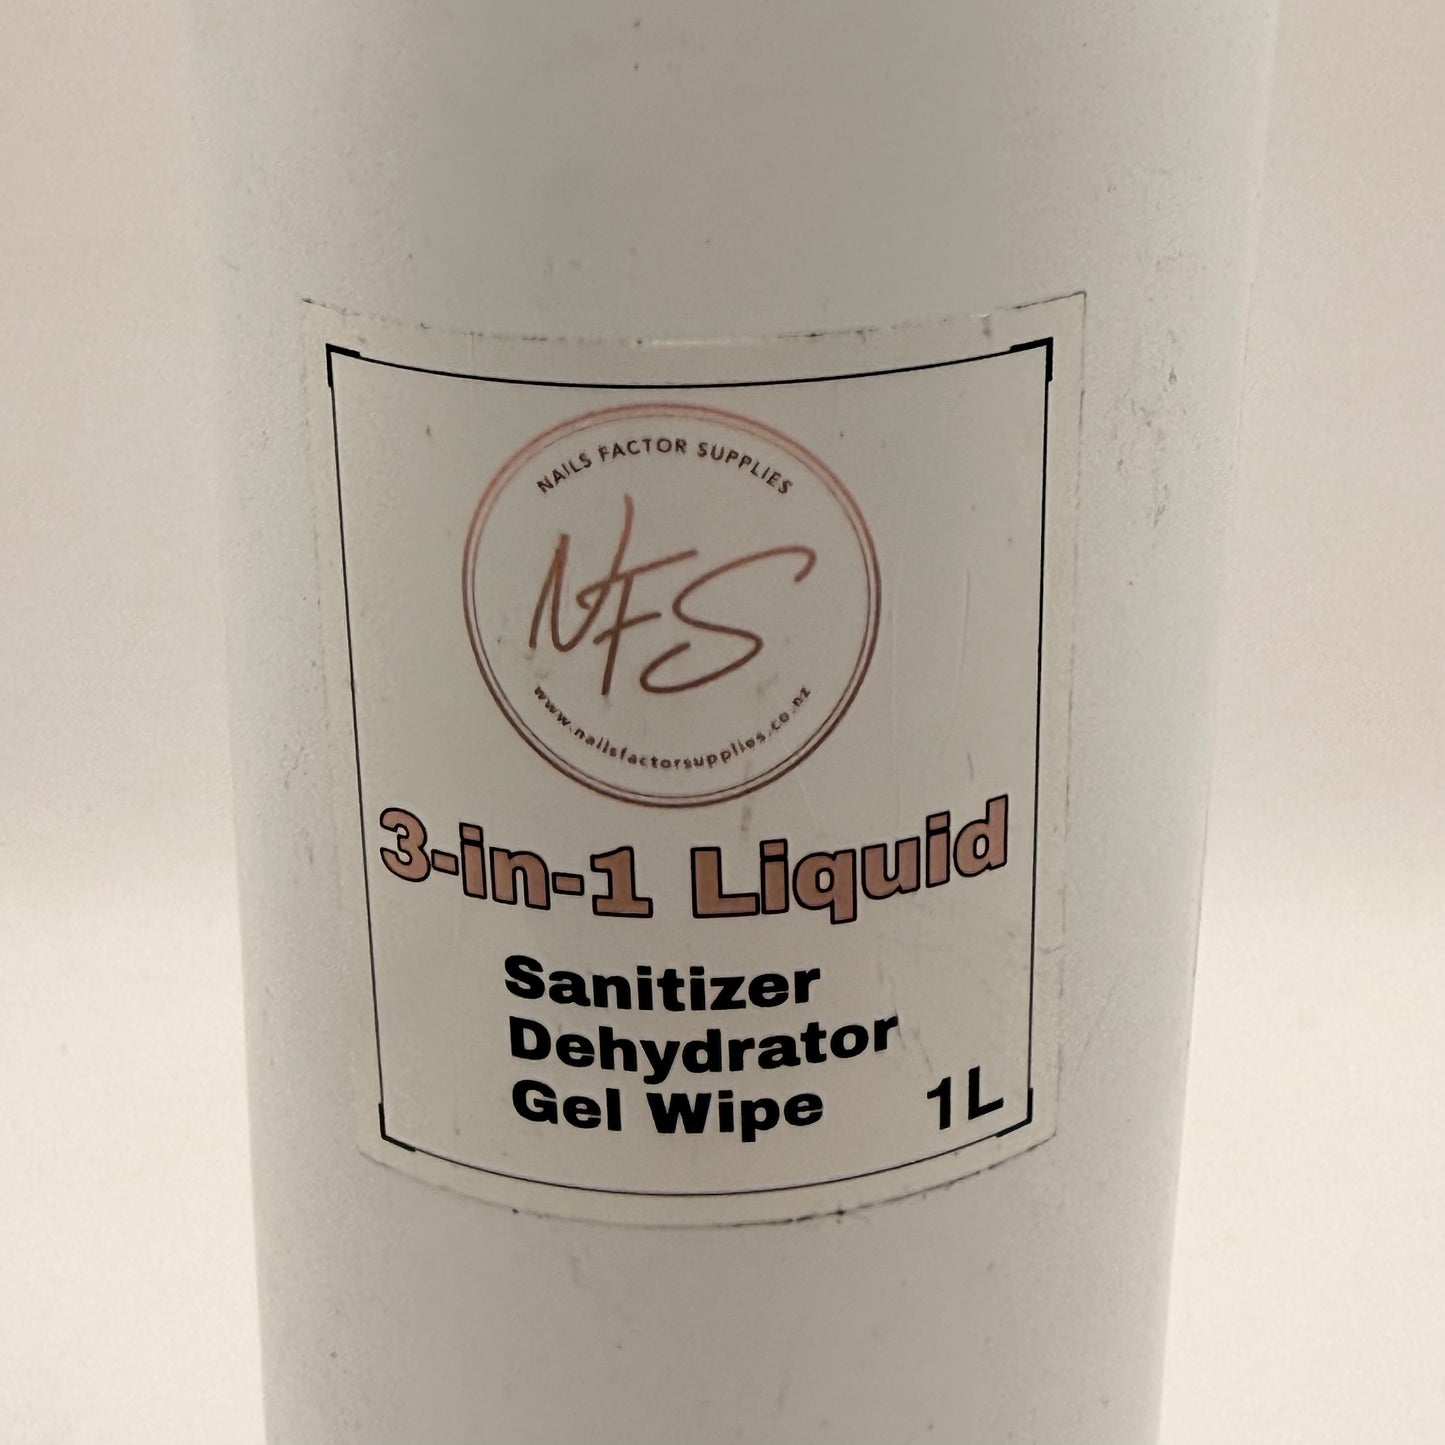 NAILS FACTOR SUPPLIES
NFS
www.nailsfactorsupplies.co.nz
3-in-1 Liquid
Sanitizer
Dehydrator
Gel Wipe
1L